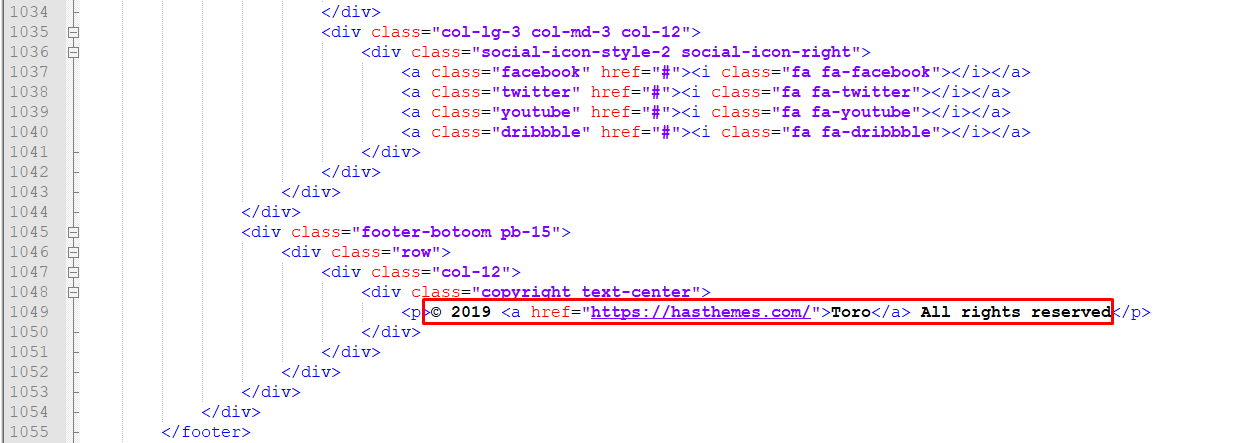 1034 </div>
1035 <div class="col-lg-3 col-md-3 col-12">
1036 <div class="social-icon-style-2 social-icon-right">
1037 <a class="facebook" href="#"><i class="fa fa-facebook"></i></a>
1038 <a class="twitter" href="#"><i class="fa fa-twitter"></i></a>
1039 <a class="youtube" href="#"><i class="fa fa-youtube"></i></a>
1040 <a class="dribbble" href="#"><i class="fa fa-dribbble"></i></a>
1041 </div>
1042 </div>
1043 </div>
1044 </div>
1045 <div class="footer-botoom pb-15">
1046 <div class="row">
1047 <div class="col-12">
1048 <div class="copyright text-center">
1049 <p>© 2019 <a href="https://hasthemes.com/">Toro</a> All rights reserved</p>
1050 </div>
1051 </div>
1052 </div>
1053 </div>
1054 </div>
1055 </footer>